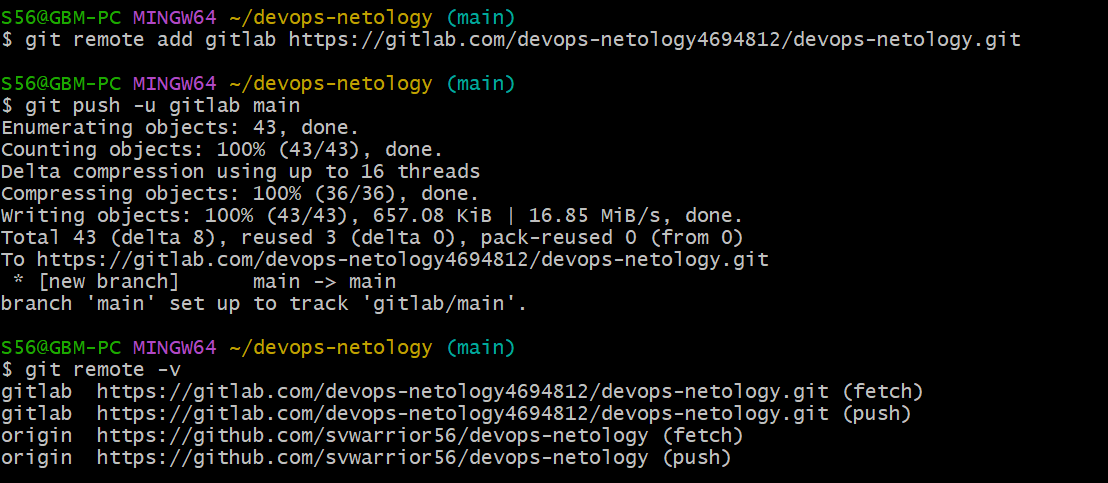 S56@GBM-PC MINGW64 ~/devops-netology (main)
$ git remote add gitlab https://gitlab.com/devops-netology4694812/devops-netology.git
S56@GBM-PC MINGW64 ~/devops-netology (main)
$ git push -u gitlab main
Enumerating objects: 43, done.
Counting objects: 100% (43/43), done.
Delta compression using up to 16 threads
Compressing objects: 100% (36/36), done.
Writing objects: 100% (43/43), 657.08 KiB | 16.85 MiB/s, done.
Total 43 (delta 8), reused 3 (delta 0), pack-reused 0 (from 0)
To https://gitlab.com/devops-netology4694812/devops-netology.git
 * [new branch]      main -> main
branch 'main' set up to track 'gitlab/main'.
S56@GBM-PC MINGW64 ~/devops-netology (main)
$ git remote -v
gitlab  https://gitlab.com/devops-netology4694812/devops-netology.git (fetch)
gitlab  https://gitlab.com/devops-netology4694812/devops-netology.git (push)
origin  https://github.com/svwarrior56/devops-netology (fetch)
origin  https://github.com/svwarrior56/devops-netology (push)